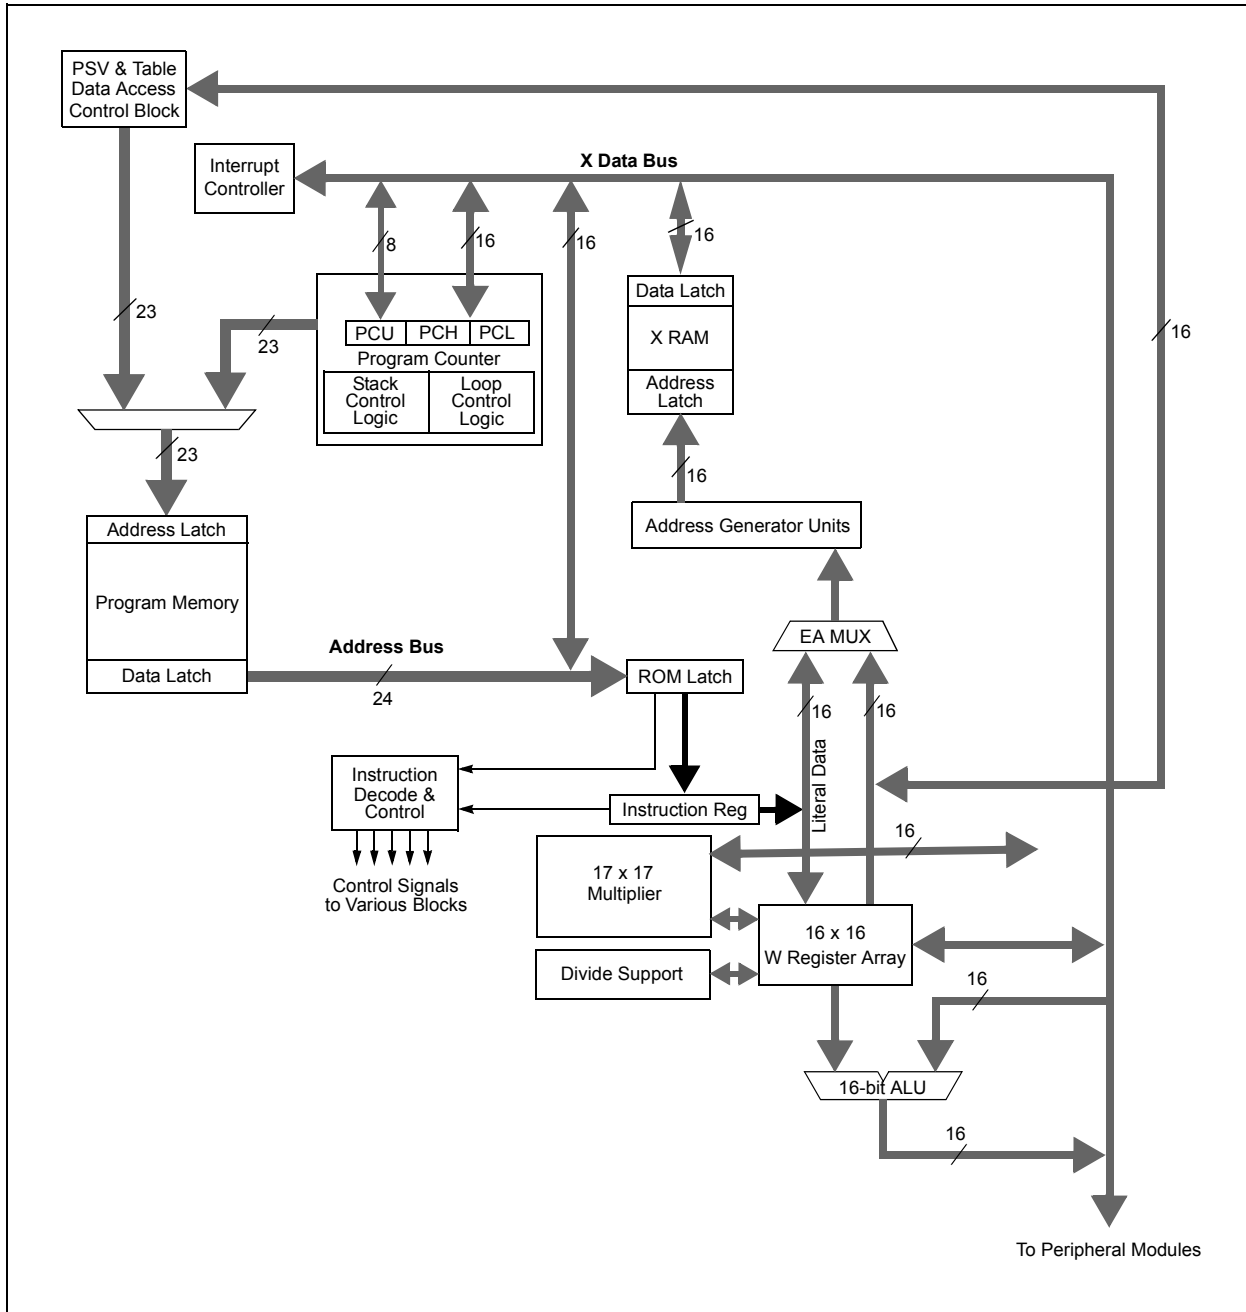 PSV & Table
Data Access
Control Block
16
Interrupt
Controller
X Data Bus
8
16
16
16
23
23
PCU
PCH
PCL
Program Counter
Stack
Control
Logic
Loop
Control
Logic
Data Latch
X RAM
Address
Latch
16
23
Address Latch
Program Memory
Data Latch
Address Generator Units
EA MUX
Address Bus
24
ROM Latch
16
16
Literal Data
Instruction
Decode &
Control
Instruction Reg
Control Signals
to Various Blocks
17 x 17
Multiplier
16
16 x 16
W Register Array
Divide Support
16
16-bit ALU
16
To Peripheral Modules